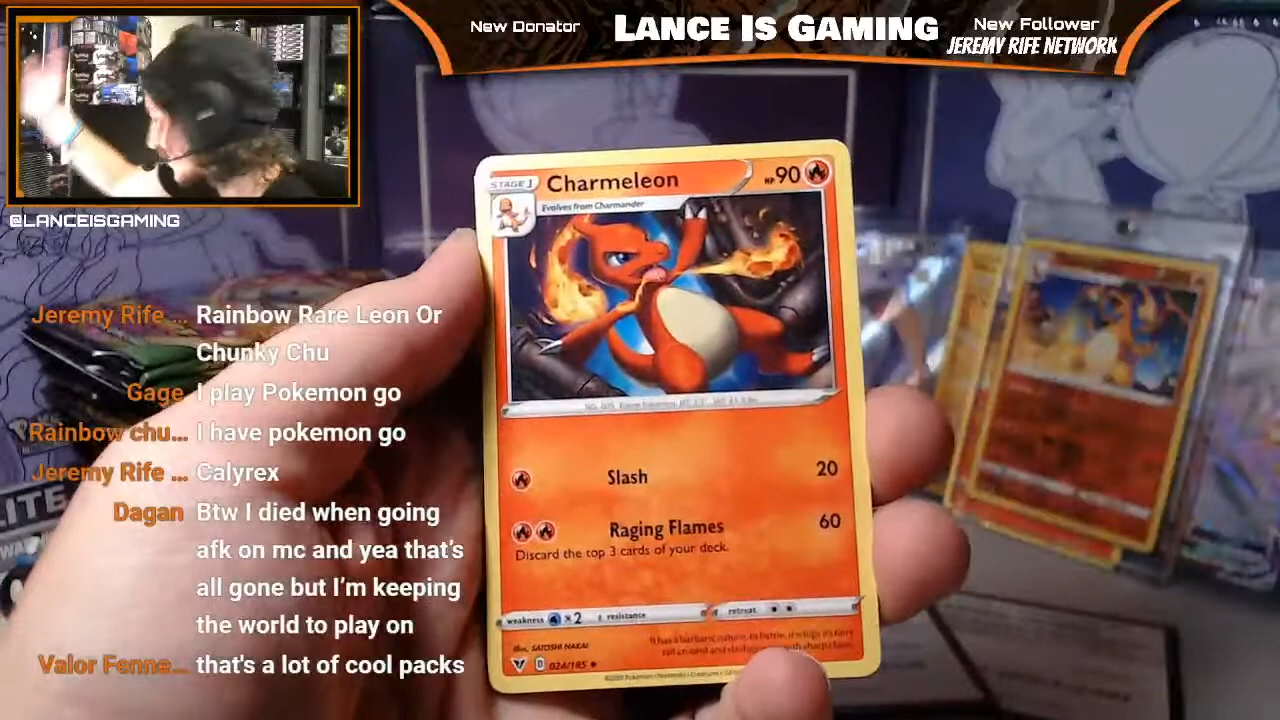 New Donator
LANCE IS GAMING
New Follower
JEREMY RIFE NETWORK
@LANCEISGAMING
STAGE 1
Charmeleon
HP 90
Evolves from Charmander
Slash 20
Raging Flames 60
Discard the top 3 cards of your deck.
weakness ×2 resistance retreat
Illus. SATOSHI NAKAI
024/185
Jeremy Rife ... Rainbow Rare Leon Or
Chunky Chu
Gage I play Pokemon go
Rainbow chu... I have pokemon go
Jeremy Rife ... Calyrex
Dagan Btw I died when going
afk on mc and yea that's
all gone but I'm keeping
the world to play on
Valor Fenne... that's a lot of cool packs